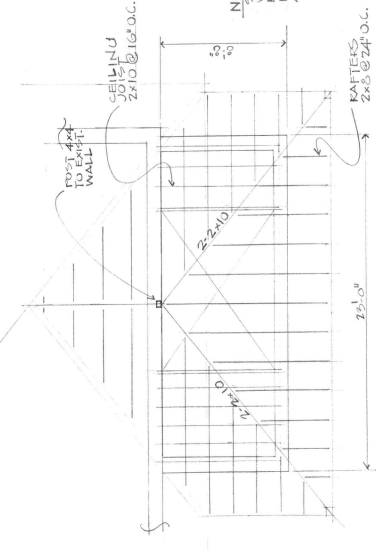 POST 4x4
TO EXIST.
WALL
CEILING
JOIST
2x10 @ 16" O.C.
2-2x10
2-2x10
RAFTERS
2x8 @ 24" O.C.
23'-0"
N